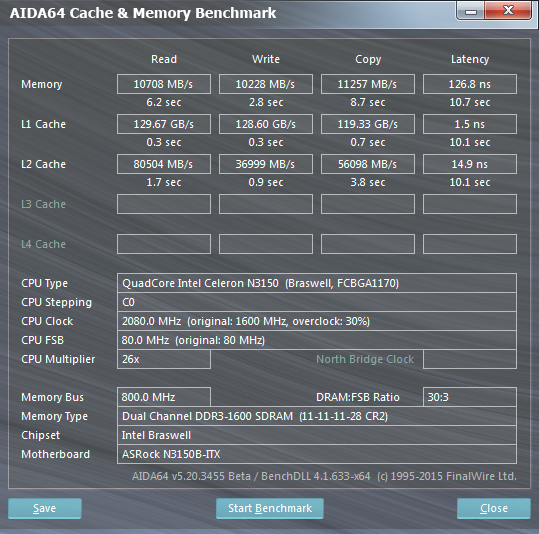 AIDA64 Cache & Memory Benchmark
Read Write Copy Latency
Memory 10708 MB/s 10228 MB/s 11257 MB/s 126.8 ns
6.2 sec 2.8 sec 8.7 sec 10.7 sec
L1 Cache 129.67 GB/s 128.60 GB/s 119.33 GB/s 1.5 ns
0.3 sec 0.3 sec 0.7 sec 10.1 sec
L2 Cache 80504 MB/s 36999 MB/s 56098 MB/s 14.9 ns
1.7 sec 0.9 sec 3.8 sec 10.1 sec
L3 Cache
L4 Cache
CPU Type QuadCore Intel Celeron N3150 (Braswell, FCBGA1170)
CPU Stepping C0
CPU Clock 2080.0 MHz (original: 1600 MHz, overclock: 30%)
CPU FSB 80.0 MHz (original: 80 MHz)
CPU Multiplier 26x North Bridge Clock
Memory Bus 800.0 MHz DRAM:FSB Ratio 30:3
Memory Type Dual Channel DDR3-1600 SDRAM (11-11-11-28 CR2)
Chipset Intel Braswell
Motherboard ASRock N3150B-ITX
AIDA64 v5.20.3455 Beta / BenchDLL 4.1.633-x64 (c) 1995-2015 FinalWire Ltd.
Save Start Benchmark Close